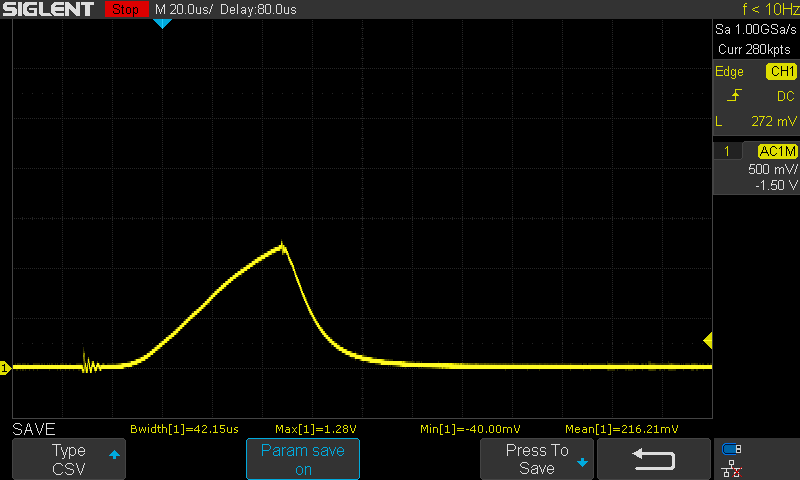 SIGLENT Stop M 20.0us/ Delay:80.0us f < 10Hz
Sa 1.00GSa/s
Curr 280kpts
Edge CH1
DC
L 272 mV
1 AC1M
500 mV/
-1.50 V
1
SAVE Bwidth[1]=42.15us Max[1]=1.28V Min[1]=-40.00mV Mean[1]=216.21mV
Type
CSV
Param save
on
Press To
Save